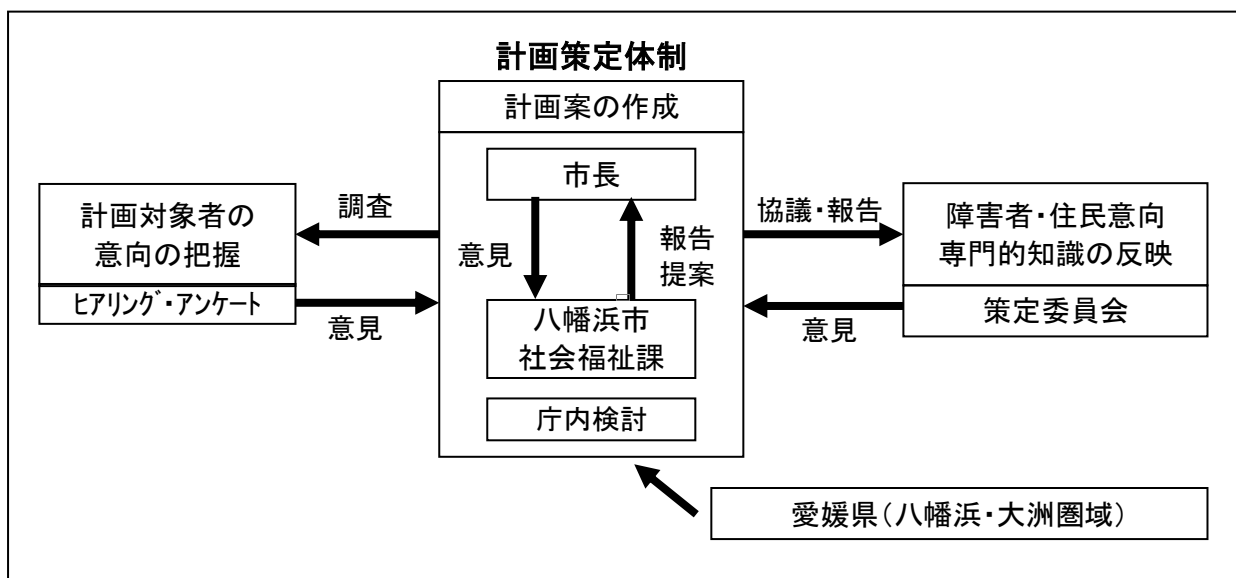 計画策定体制
計画案の作成
市長
意見
報告
提案
八幡浜市
社会福祉課
庁内検討
調査
計画対象者の
意向の把握
ﾋｱﾘﾝｸﾞ・アンケート
意見
協議・報告
障害者・住民意向
専門的知識の反映
策定委員会
意見
愛媛県（八幡浜・大洲圏域）